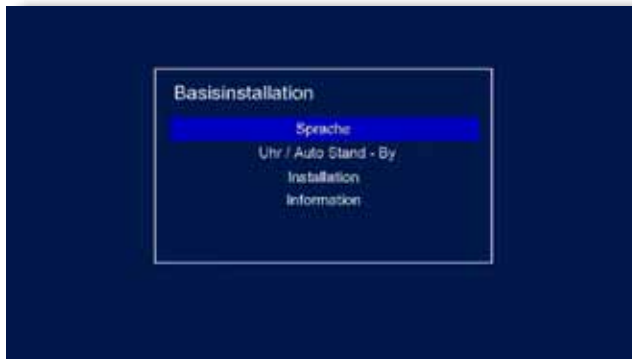 Basisinstallation
Sprache
Uhr / Auto Stand - By
Installation
Information